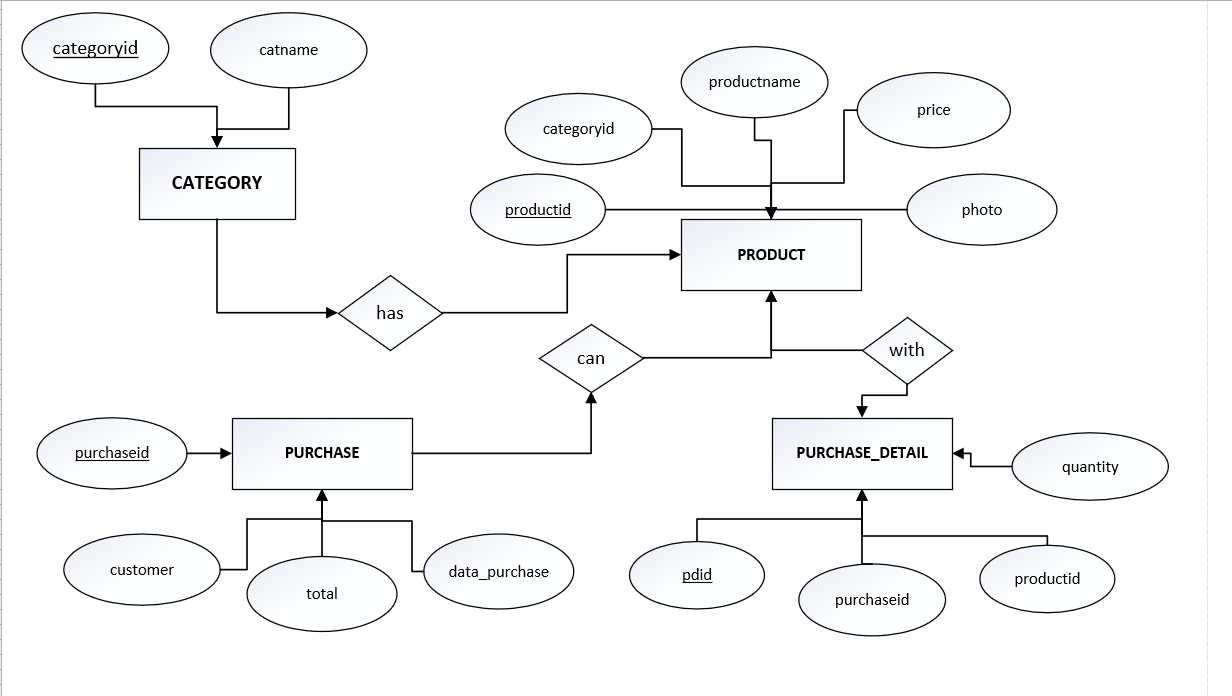 categoryid
catname
productname
price
categoryid
CATEGORY
productid
photo
PRODUCT
has
can
with
purchaseid
PURCHASE
PURCHASE_DETAIL
quantity
customer
total
data_purchase
pdid
purchaseid
productid